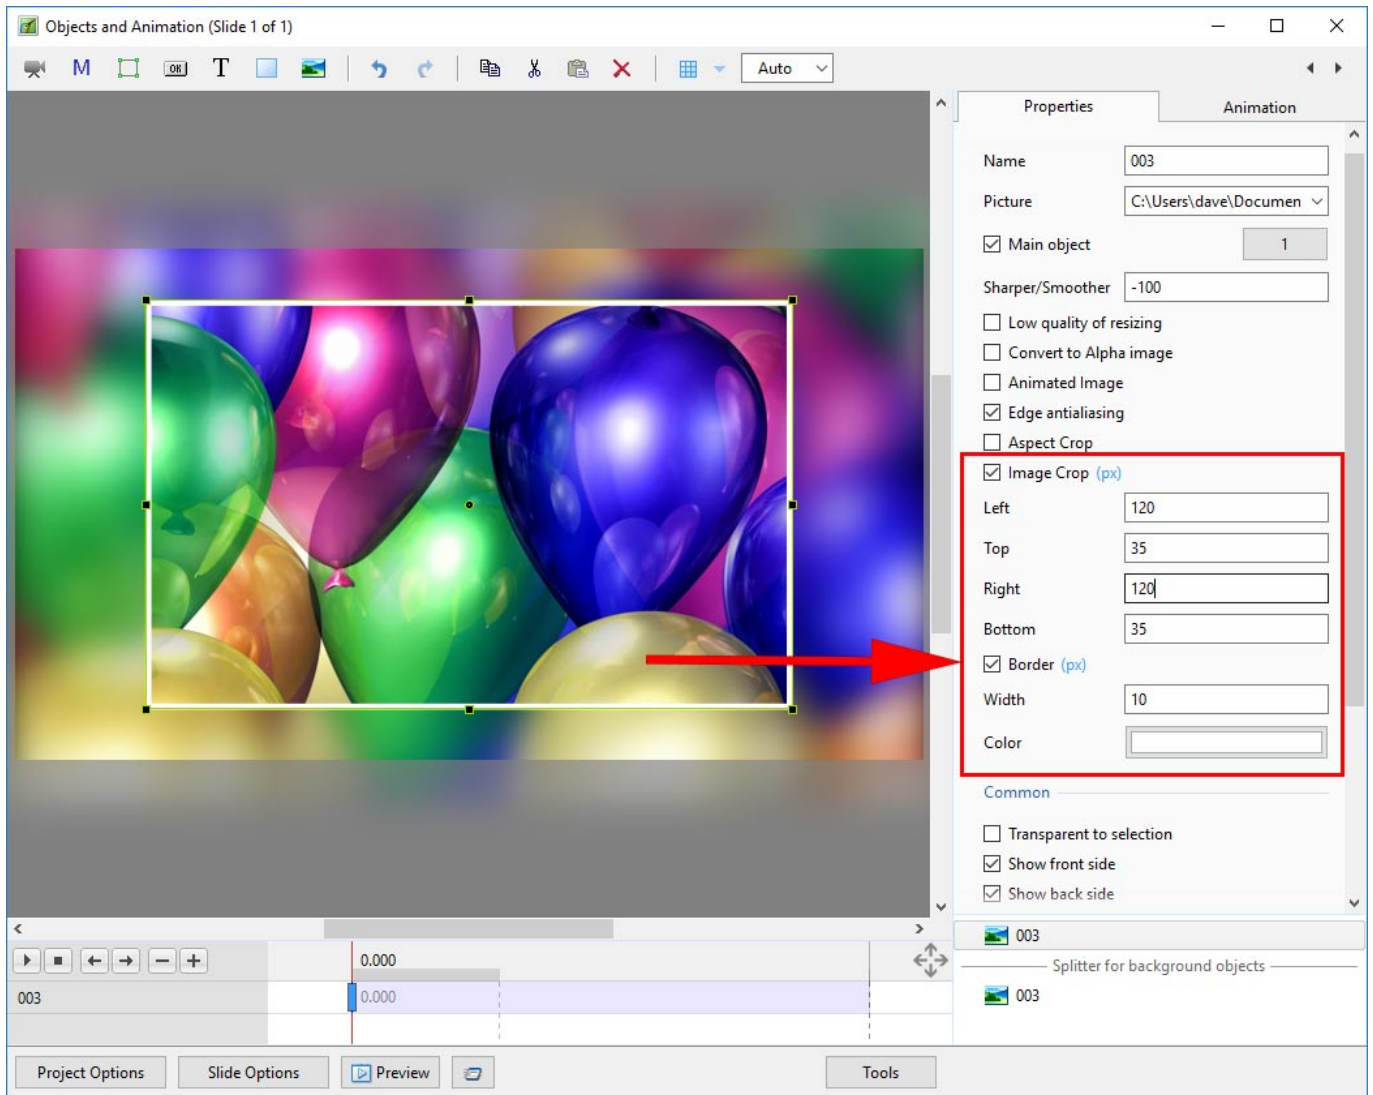 Objects and Animation (Slide 1 of 1)
M OK T Auto
Properties Animation
Name 003
Picture C:\Users\dave\Documen
Main object 1
Sharper/Smoother -100
Low quality of resizing
Convert to Alpha image
Animated Image
Edge antialiasing
Aspect Crop
Image Crop (px)
Left 120
Top 35
Right 120
Bottom 35
Border (px)
Width 10
Color
Common
Transparent to selection
Show front side
Show back side
003
Splitter for background objects
003
0.000
003 0.000
Project Options Slide Options Preview Tools